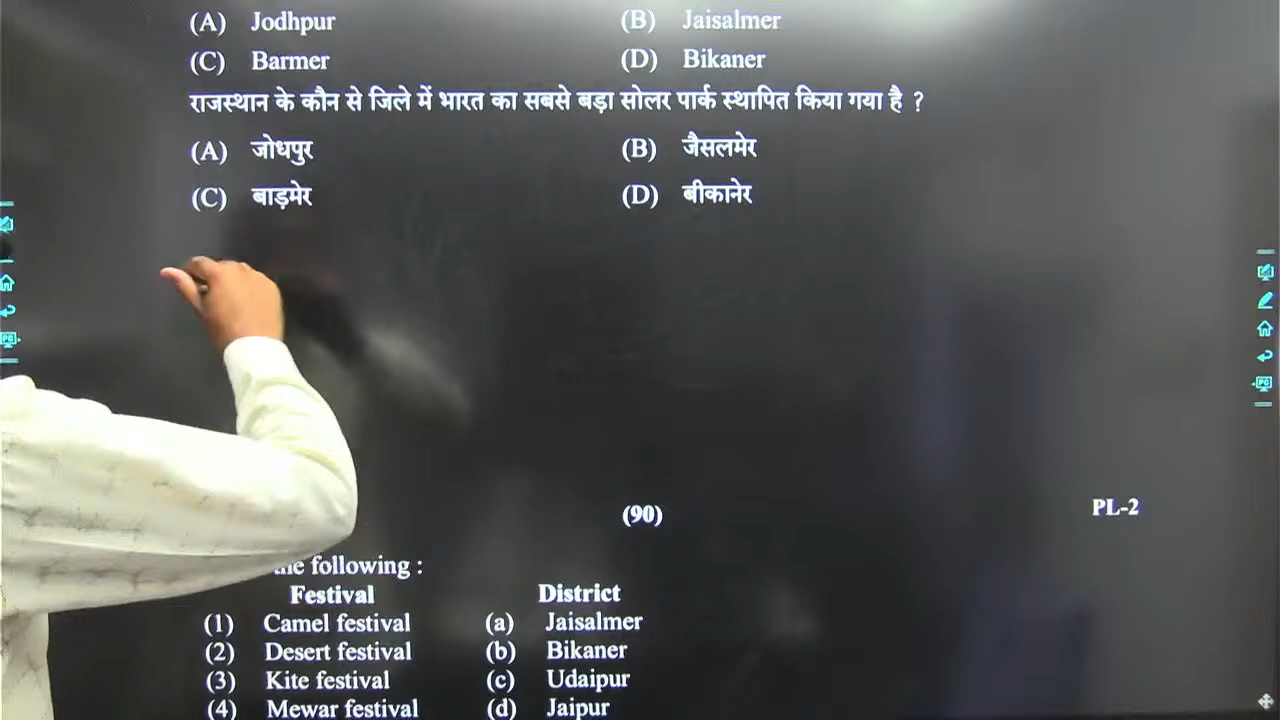 (A) Jodhpur (B) Jaisalmer
(C) Barmer (D) Bikaner
राजस्थान के कौन से जिले में भारत का सबसे बड़ा सोलर पार्क स्थापित किया गया है ?
(A) जोधपुर (B) जैसलमेर
(C) बाड़मेर (D) बीकानेर
(90) PL-2
the following :
Festival District
(1) Camel festival (a) Jaisalmer
(2) Desert festival (b) Bikaner
(3) Kite festival (c) Udaipur
(4) Mewar festival (d) Jaipur